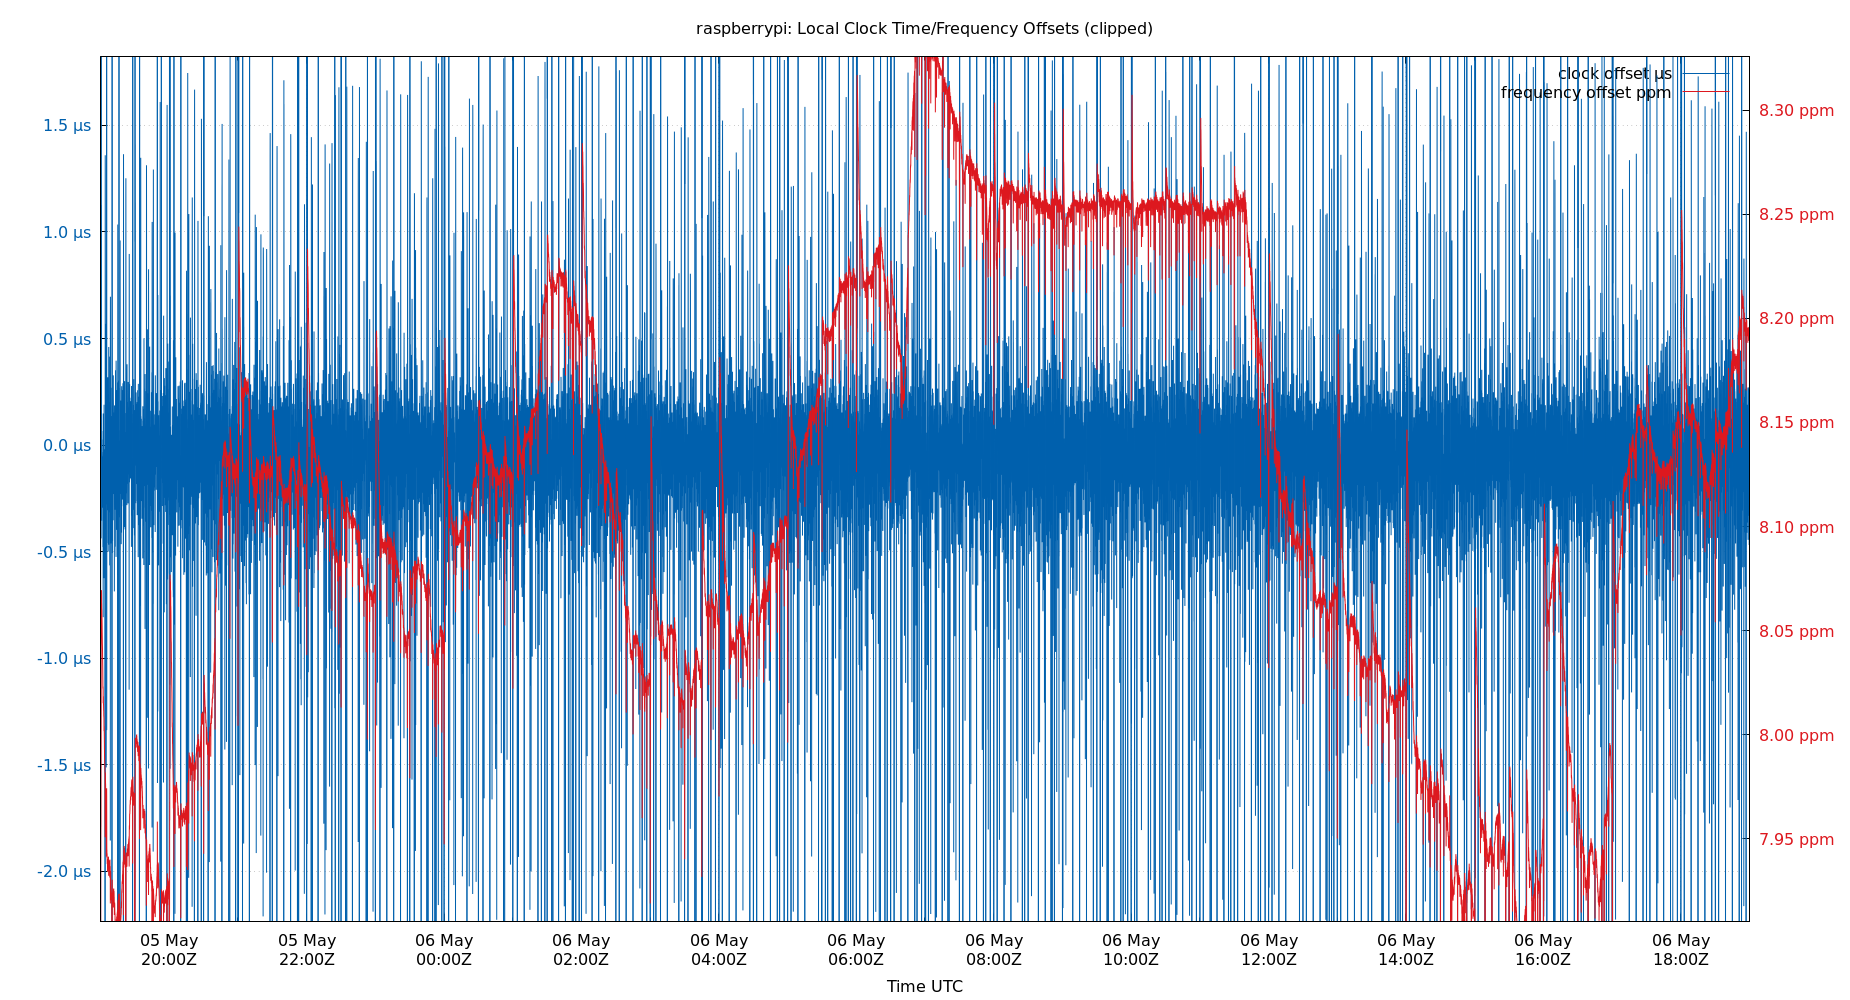 raspberrypi: Local Clock Time/Frequency Offsets (clipped)
clock offset µs
frequency offset ppm
1.5 µs
1.0 µs
0.5 µs
0.0 µs
-0.5 µs
-1.0 µs
-1.5 µs
-2.0 µs
8.30 ppm
8.25 ppm
8.20 ppm
8.15 ppm
8.10 ppm
8.05 ppm
8.00 ppm
7.95 ppm
05 May 05 May 06 May 06 May 06 May 06 May 06 May 06 May 06 May 06 May 06 May 06 May
20:00Z 22:00Z 00:00Z 02:00Z 04:00Z 06:00Z 08:00Z 10:00Z 12:00Z 14:00Z 16:00Z 18:00Z
Time UTC